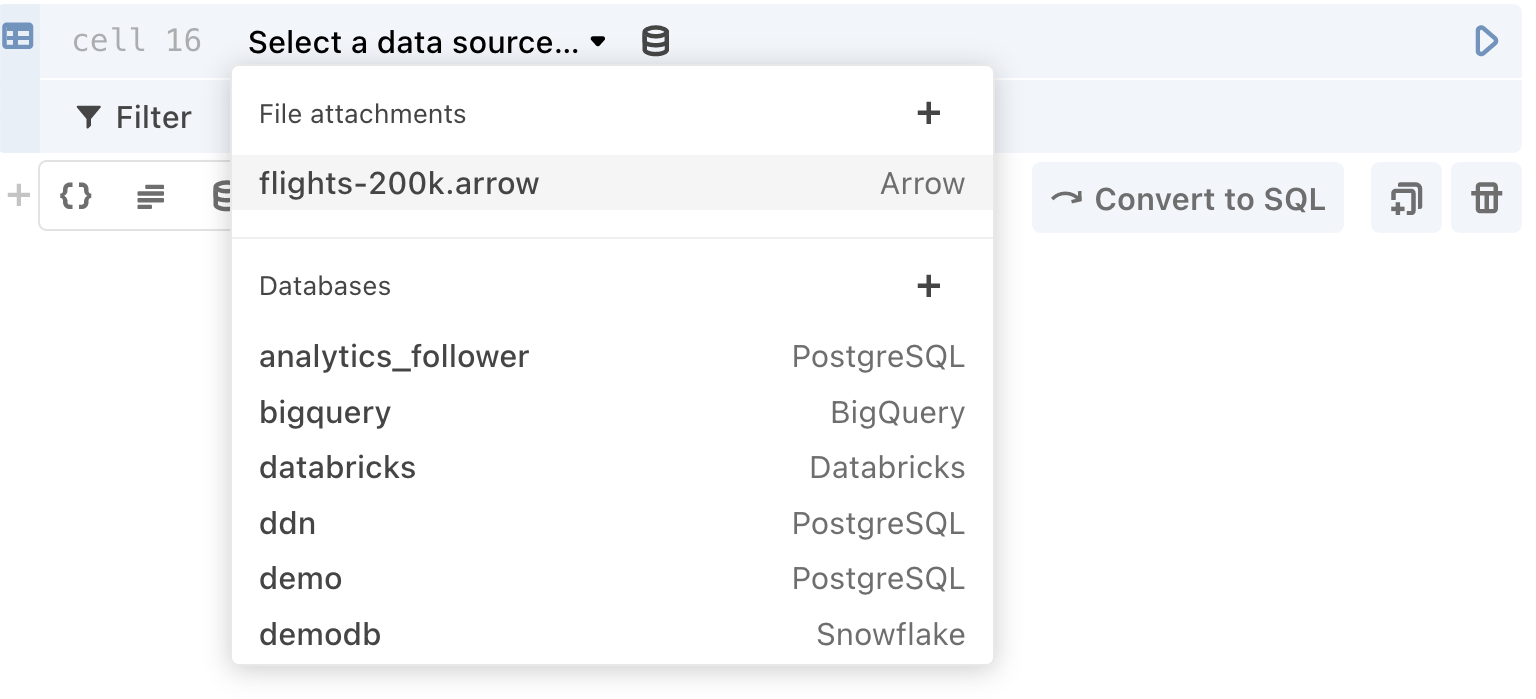 cell 16 Select a data source...
File attachments +
Filter
flights-200k.arrow Arrow
Convert to SQL
Databases +
analytics_follower PostgreSQL
bigquery BigQuery
databricks Databricks
ddn PostgreSQL
demo PostgreSQL
demodb Snowflake